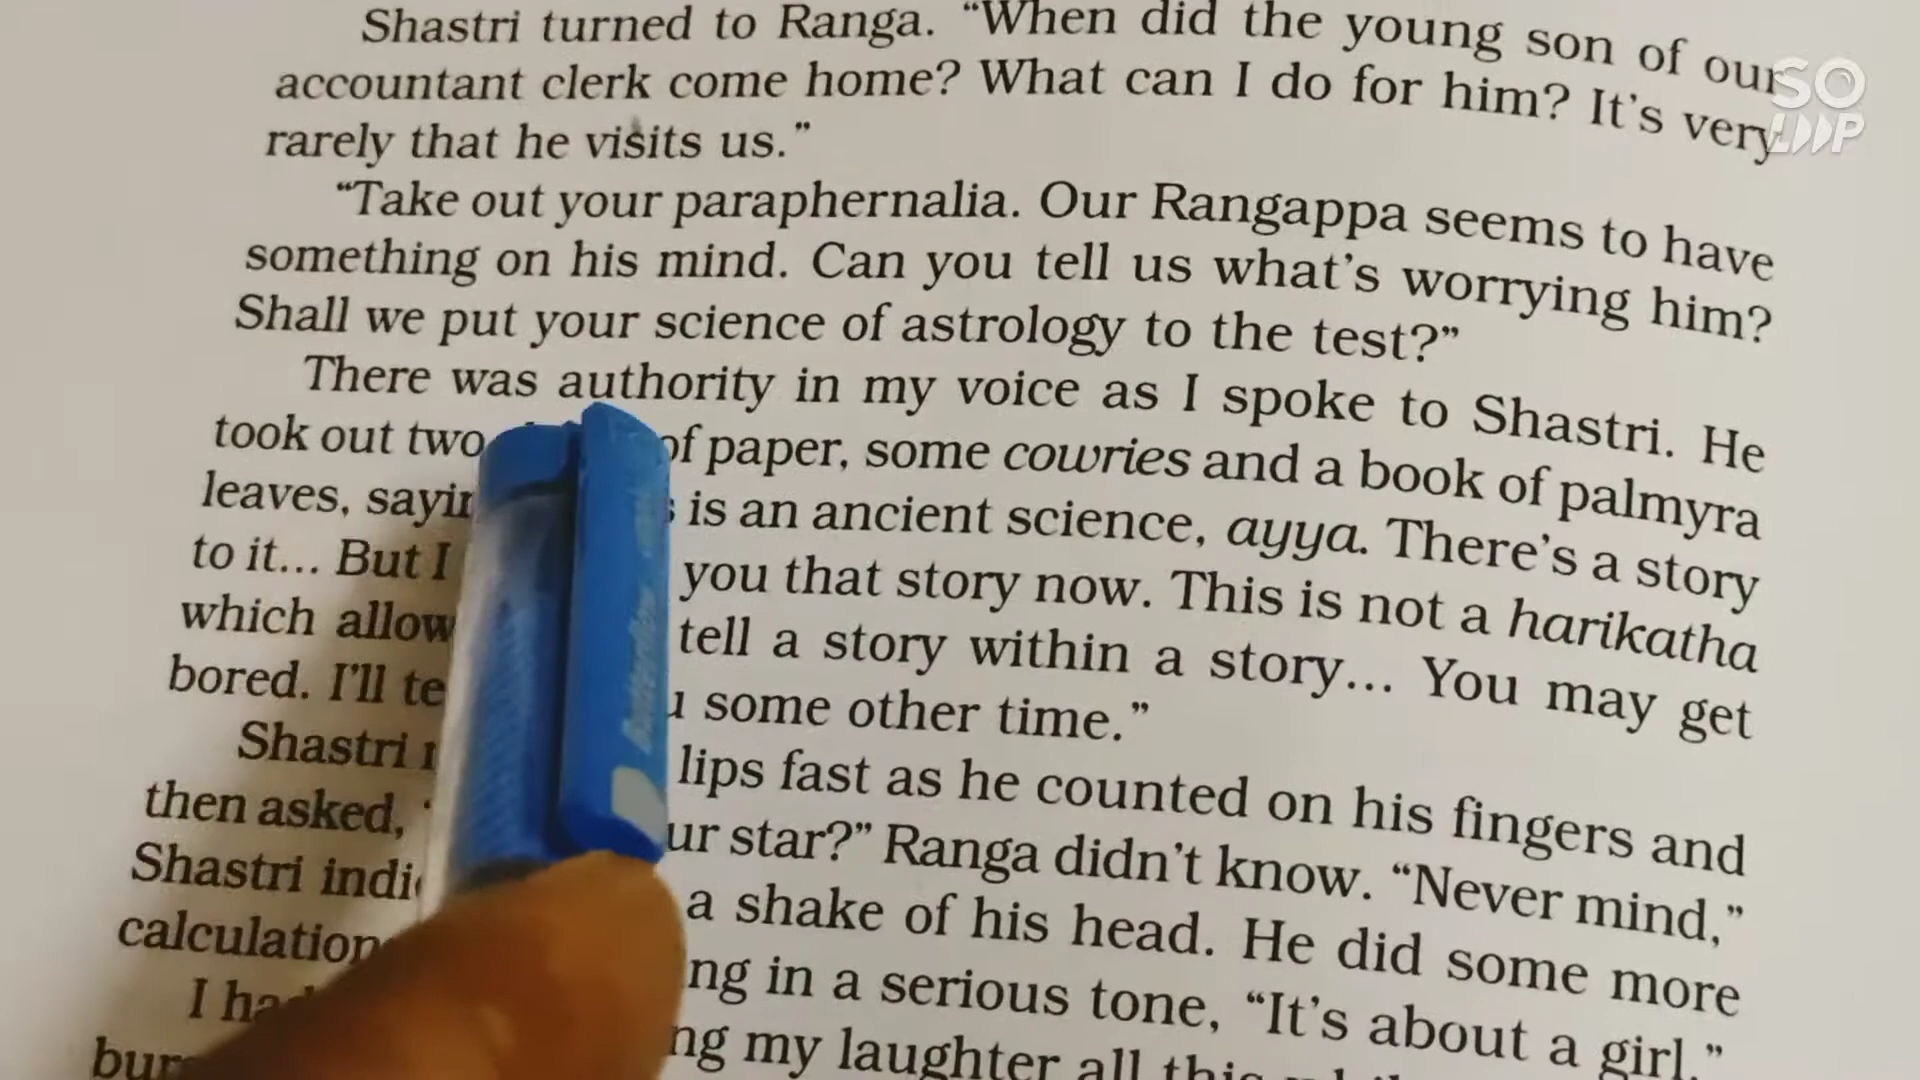 Shastri turned to Ranga. “When did the young son of our
accountant clerk come home? What can I do for him? It’s very
rarely that he visits us.”
“Take out your paraphernalia. Our Rangappa seems to have
something on his mind. Can you tell us what’s worrying him?
Shall we put your science of astrology to the test?”
There was authority in my voice as I spoke to Shastri. He
took out two of paper, some cowries and a book of palmyra
leaves, is an ancient science, ayya. There’s a story
to it... But I you that story now. This is not a harikatha
which tell a story within a story... You may get
bored. I’ll some other time.”
Shastri lips fast as he counted on his fingers and
then asked, star?” Ranga didn’t know. “Never mind,”
Shastri a shake of his head. He did some more
in a serious tone, “It’s about a girl.”
I my laughter all this
SO
LOOP